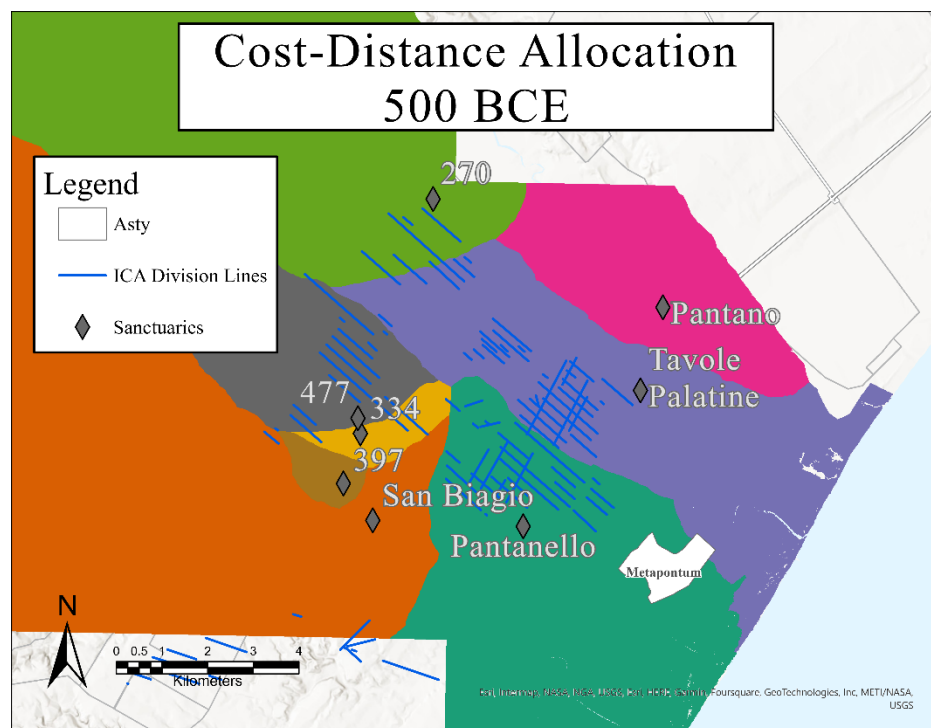 Cost-Distance Allocation
500 BCE
Legend
Asty
ICA Division Lines
Sanctuaries
270
Pantano
Tavole
Palatine
477
334
397
San Biagio
Pantanello
Metapontum
N
0 0.5 1 2 3 4
Kilometers
Esri, Intermap, NASA, NGA, USGS, Esri, HERE, Garmin, Foursquare, GeoTechnologies, Inc, METI/NASA,
USGS